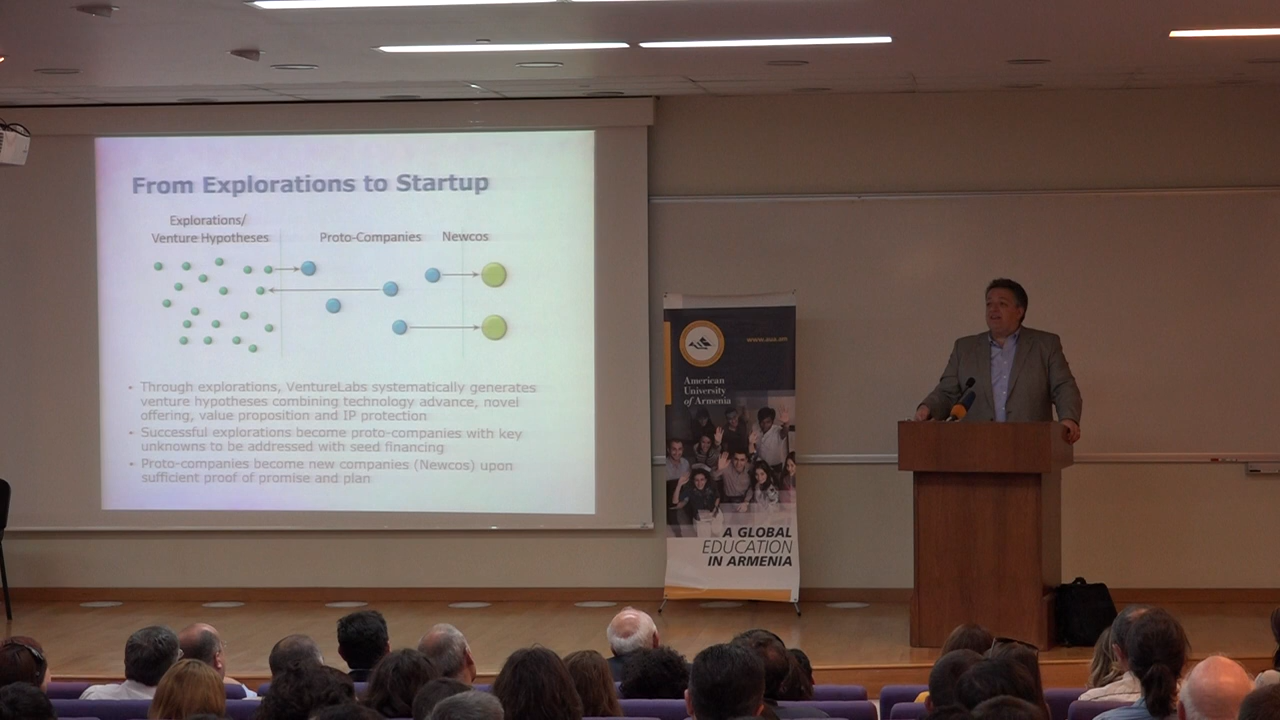 From Explorations to Startup
Explorations/
Venture Hypotheses
Proto-Companies
Newcos
• Through explorations, VentureLabs systematically generates
venture hypotheses combining technology advance, novel
offering, value proposition and IP protection
• Successful explorations become proto-companies with key
unknowns to be addressed with seed financing
• Proto-companies become new companies (Newcos) upon
sufficient proof of promise and plan
www.aua.am
American
University
of Armenia
A GLOBAL
EDUCATION
IN ARMENIA